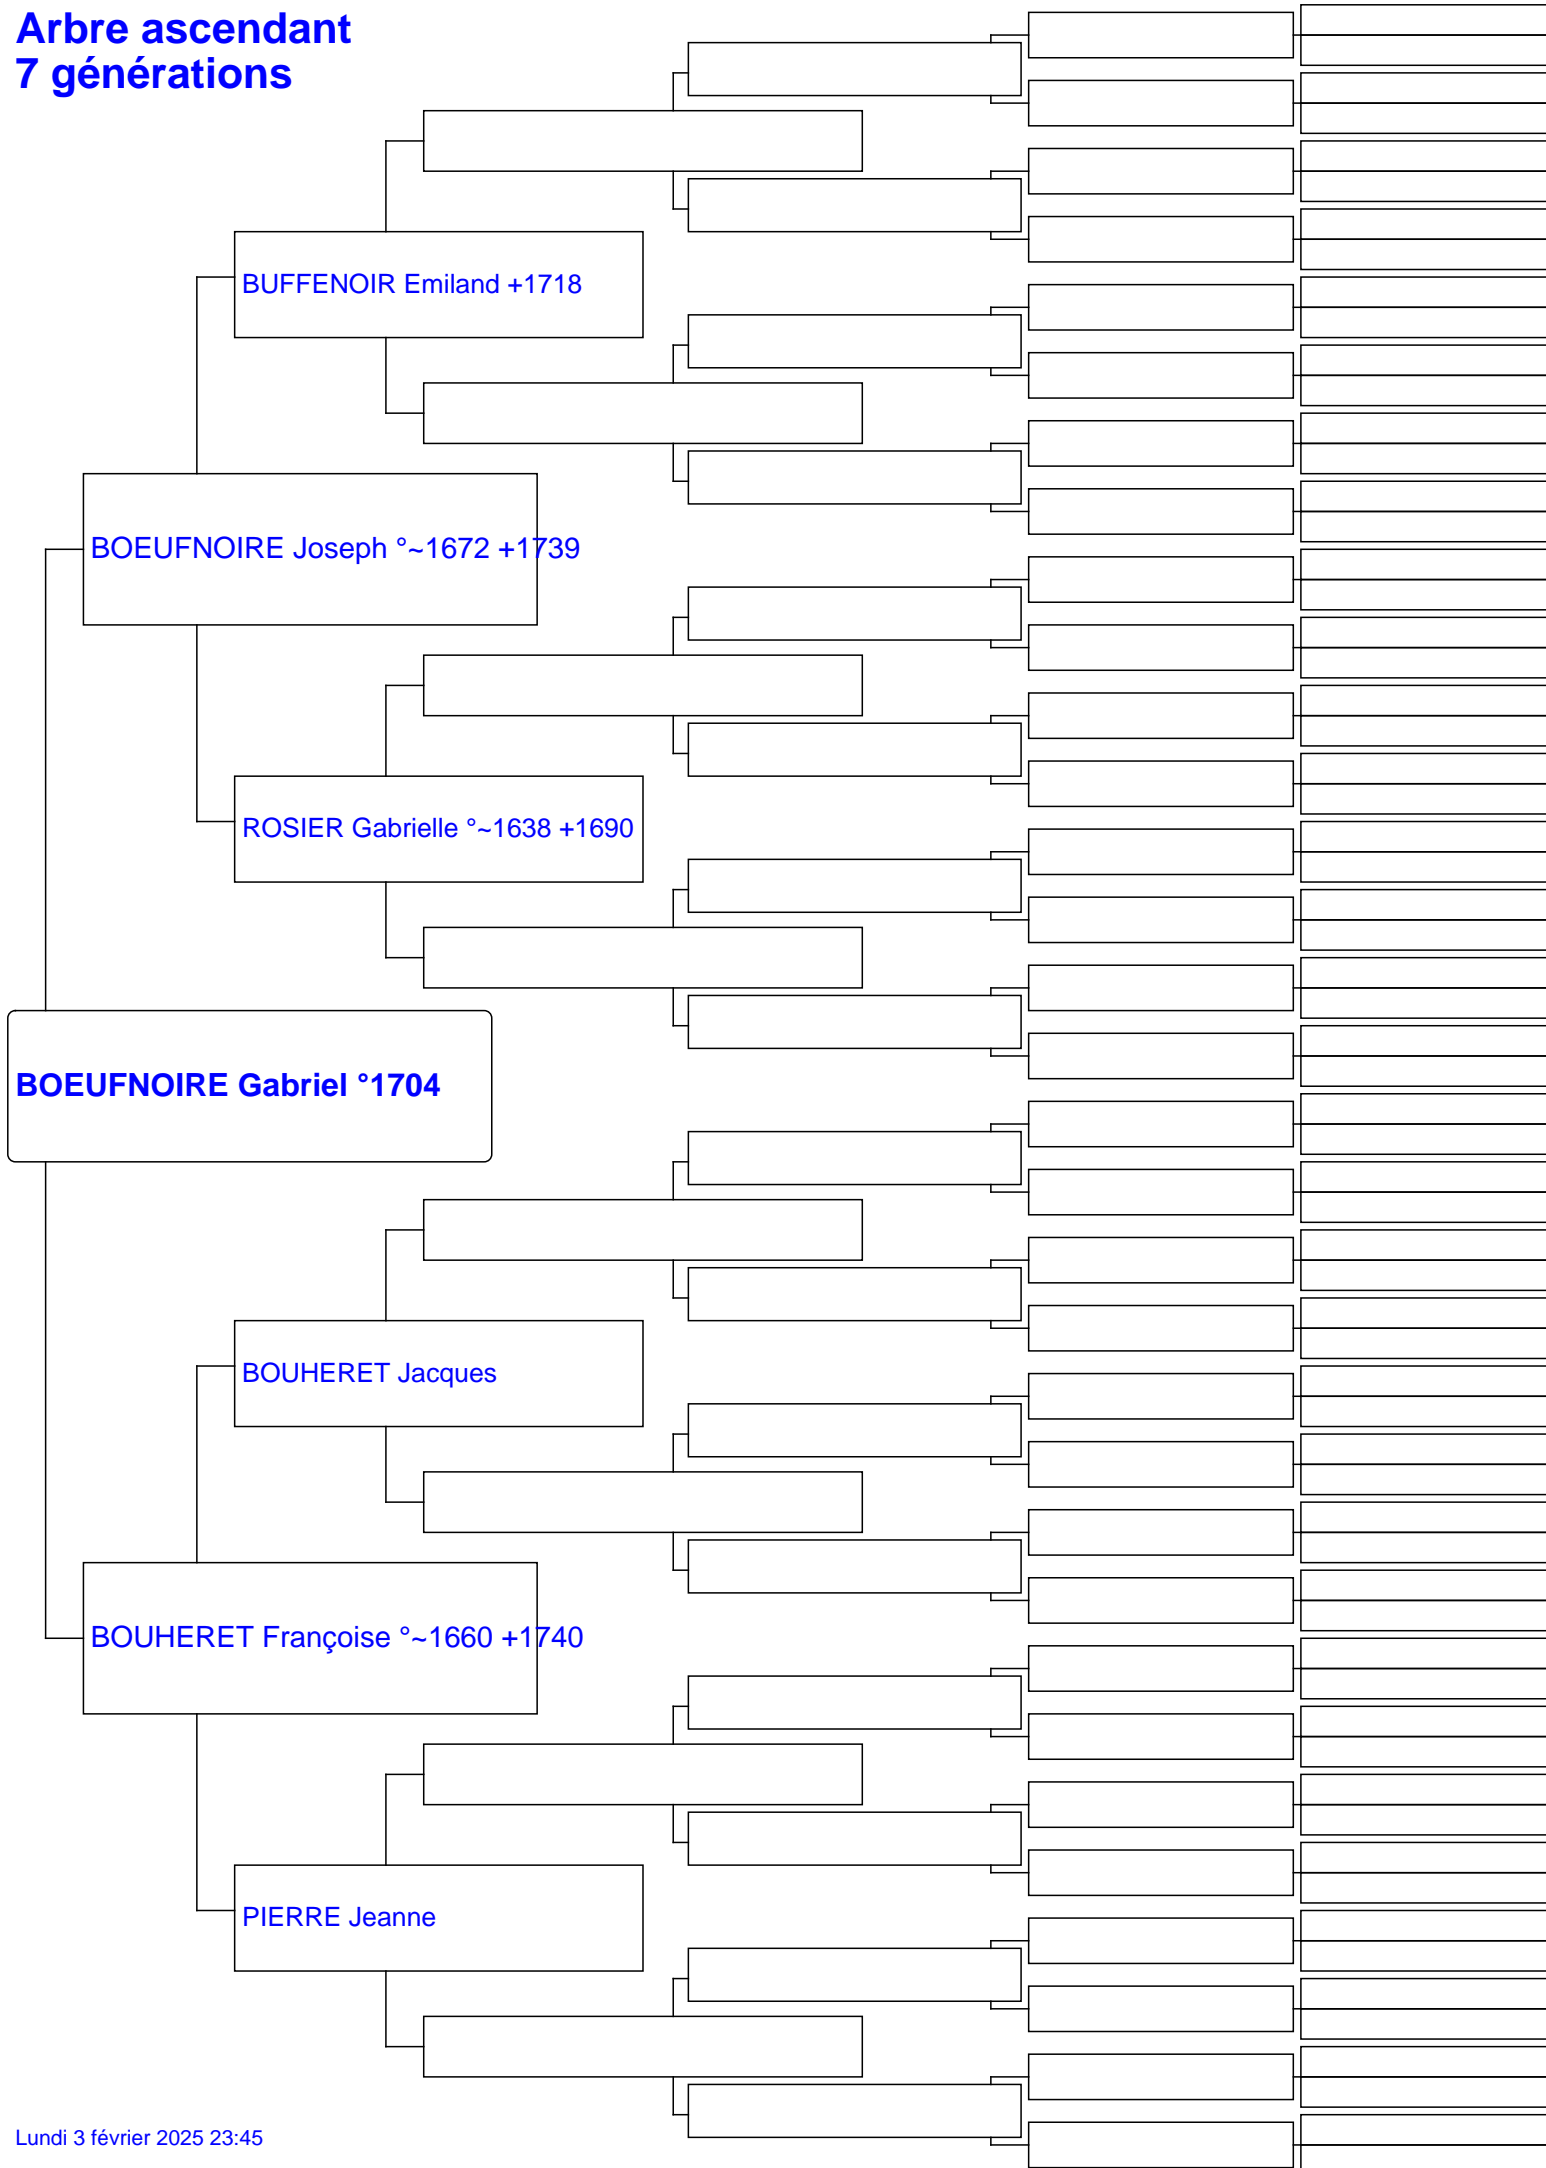 Arbre ascendant
7 générations
BUFFENOIR Emiland +1718
BOEUFNOIRE Joseph °~1672 +1739
ROSIER Gabrielle °~1638 +1690
BOEUFNOIRE Gabriel °1704
BOUHERET Jacques
BOUHERET Françoise °~1660 +1740
PIERRE Jeanne
Lundi 3 février 2025 23:45